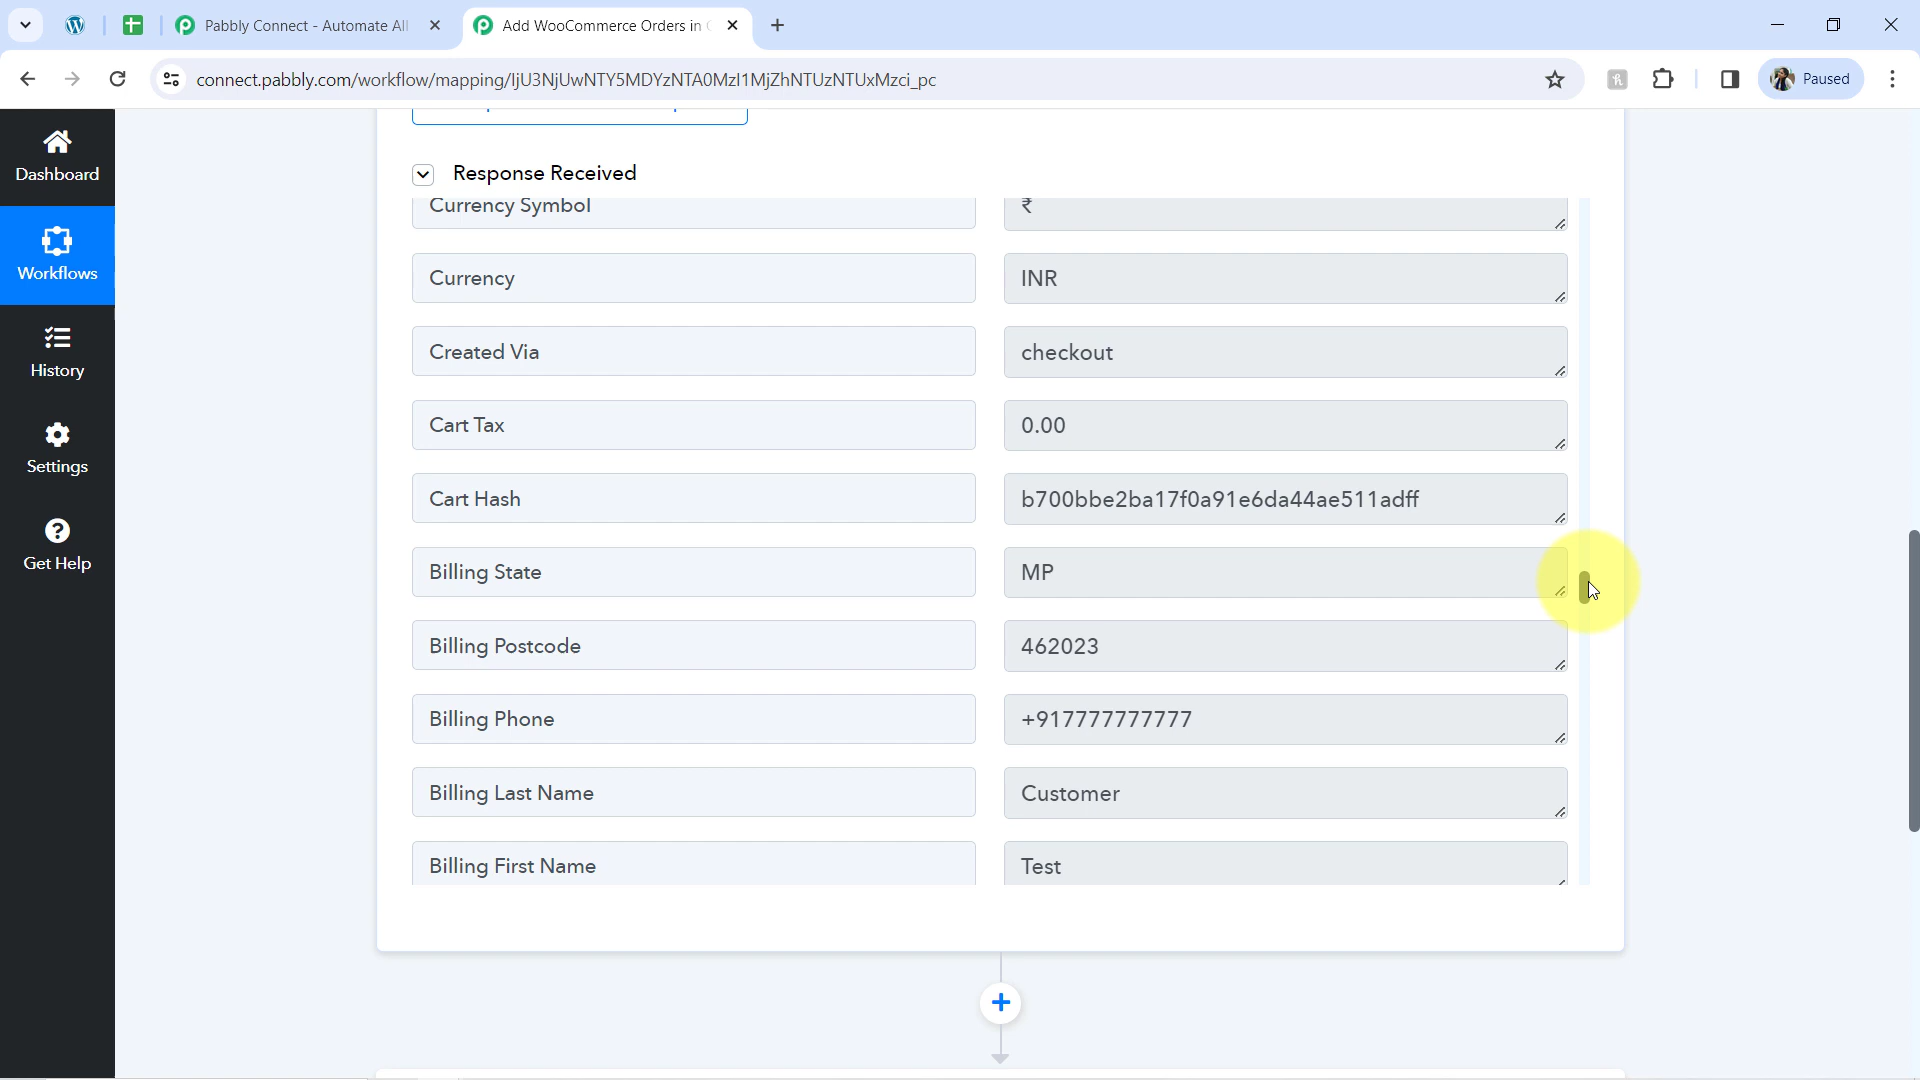 Pabbly Connect - Automate All
Add WooCommerce Orders in
connect.pabbly.com/workflow/mapping/IjU3NjUwNTY5MDYzNTA0MzI1MjZhNTUzNTUxMzci_pc
Paused
Dashboard
Workflows
History
Settings
Get Help
Response Received
Currency Symbol
₹
Currency
INR
Created Via
checkout
Cart Tax
0.00
Cart Hash
b700bbe2ba17f0a91e6da44ae511adff
Billing State
MP
Billing Postcode
462023
Billing Phone
+917777777777
Billing Last Name
Customer
Billing First Name
Test